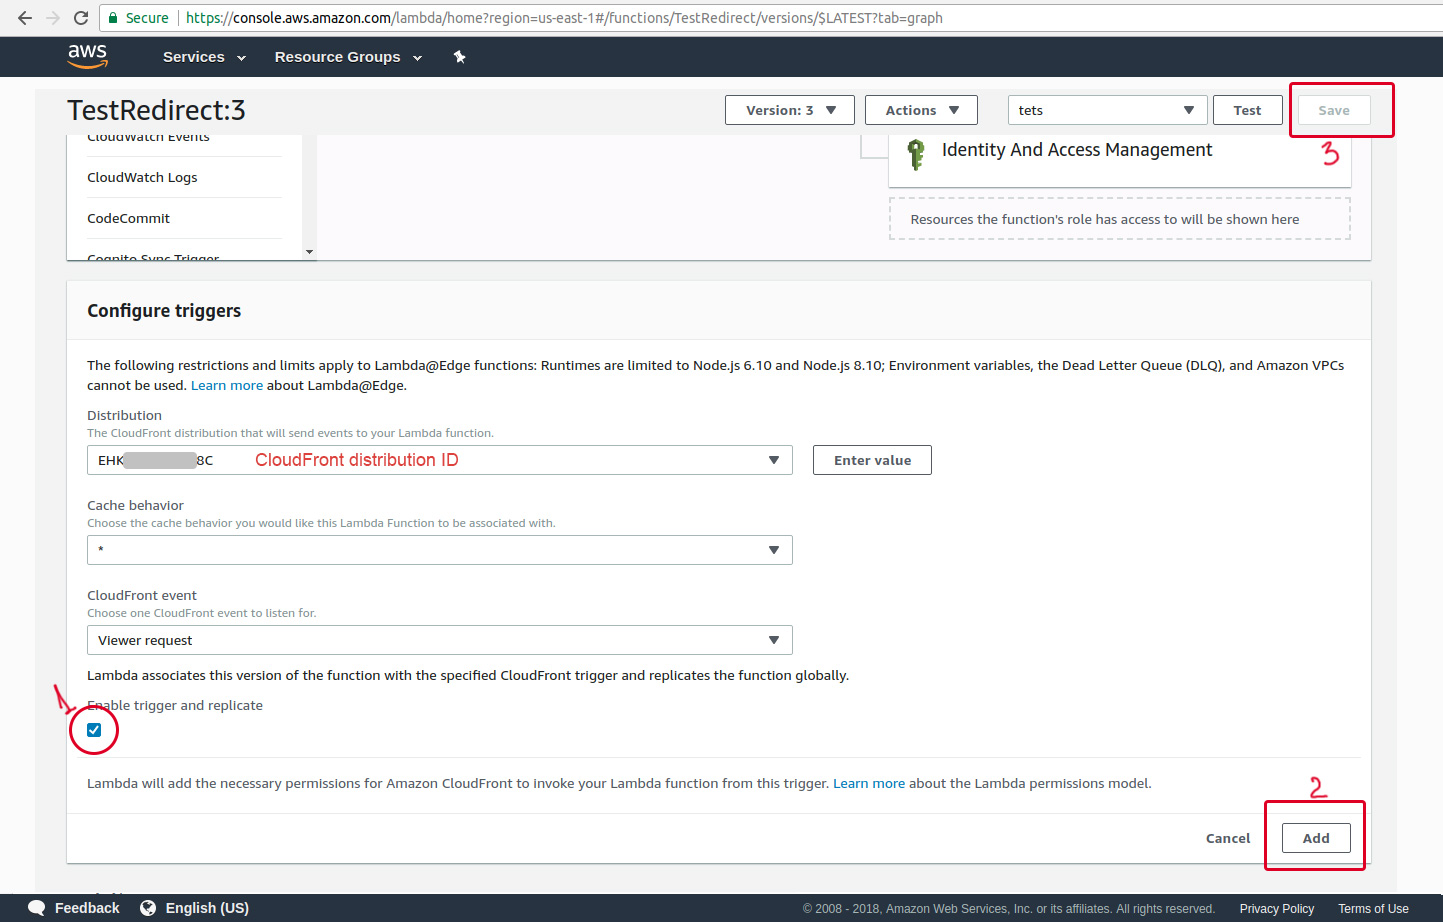 Secure https://console.aws.amazon.com/lambda/home?region=us-east-1#/functions/TestRedirect/versions/$LATEST?tab=graph
aws Services Resource Groups
TestRedirect:3 Version: 3 Actions tets Test Save
3
CloudWatch Events
Identity And Access Management
CloudWatch Logs
CodeCommit
Resources the function's role has access to will be shown here
Cognito Sync Trigger
Configure triggers
The following restrictions and limits apply to Lambda@Edge functions: Runtimes are limited to Node.js 6.10 and Node.js 8.10; Environment variables, the Dead Letter Queue (DLQ), and Amazon VPCs
cannot be used. Learn more about Lambda@Edge.
Distribution
The CloudFront distribution that will send events to your Lambda function.
EHK 8C CloudFront distribution ID Enter value
Cache behavior
Choose the cache behavior you would like this Lambda Function to be associated with.
*
CloudFront event
Choose one CloudFront event to listen for.
Viewer request
Lambda associates this version of the function with the specified CloudFront trigger and replicates the function globally.
1
Enable trigger and replicate
Lambda will add the necessary permissions for Amazon CloudFront to invoke your Lambda function from this trigger. Learn more about the Lambda permissions model.
2
Cancel Add
Feedback English (US) © 2008 - 2018, Amazon Web Services, Inc. or its affiliates. All rights reserved. Privacy Policy Terms of Use